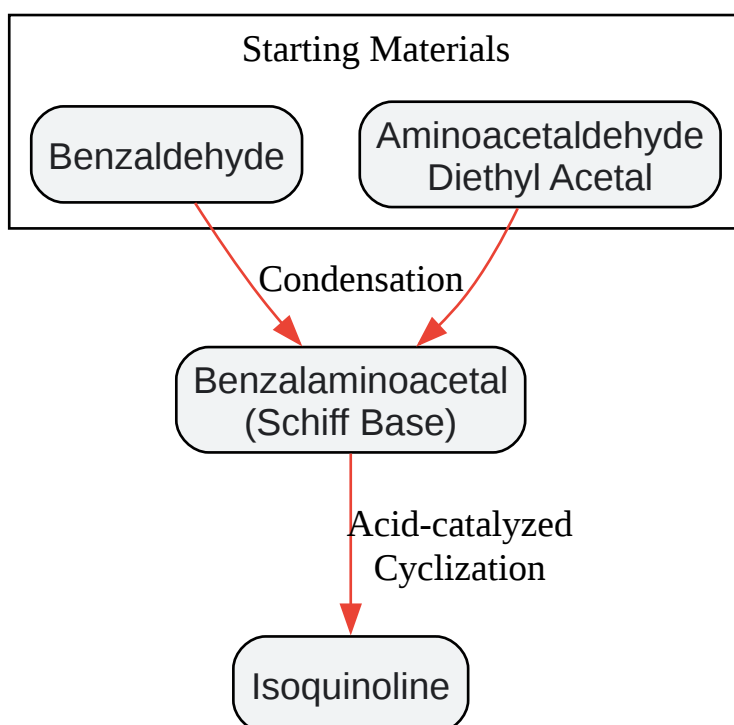 Starting Materials
Benzaldehyde
Aminoacetaldehyde
Diethyl Acetal
Condensation
Benzalaminoacetal
(Schiff Base)
Acid-catalyzed
Cyclization
Isoquinoline